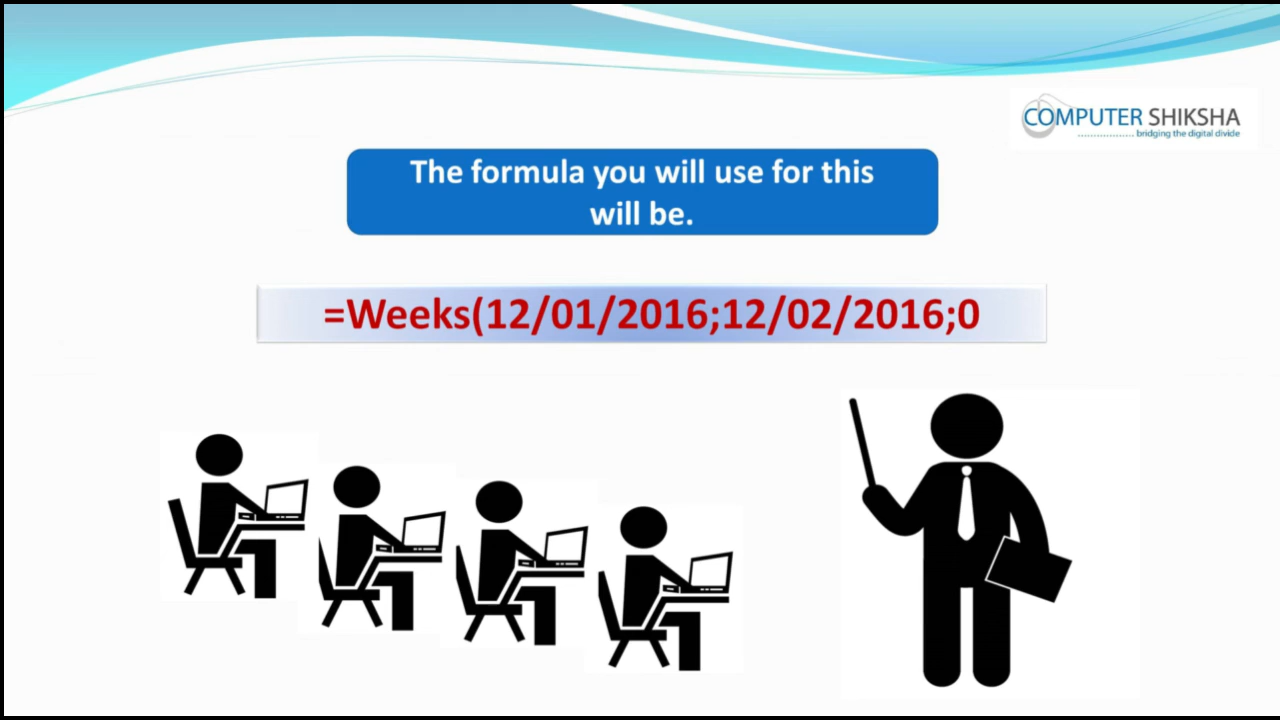 COMPUTER SHIKSHA
bridging the digital divide
The formula you will use for this
will be.
=Weeks(12/01/2016;12/02/2016;0